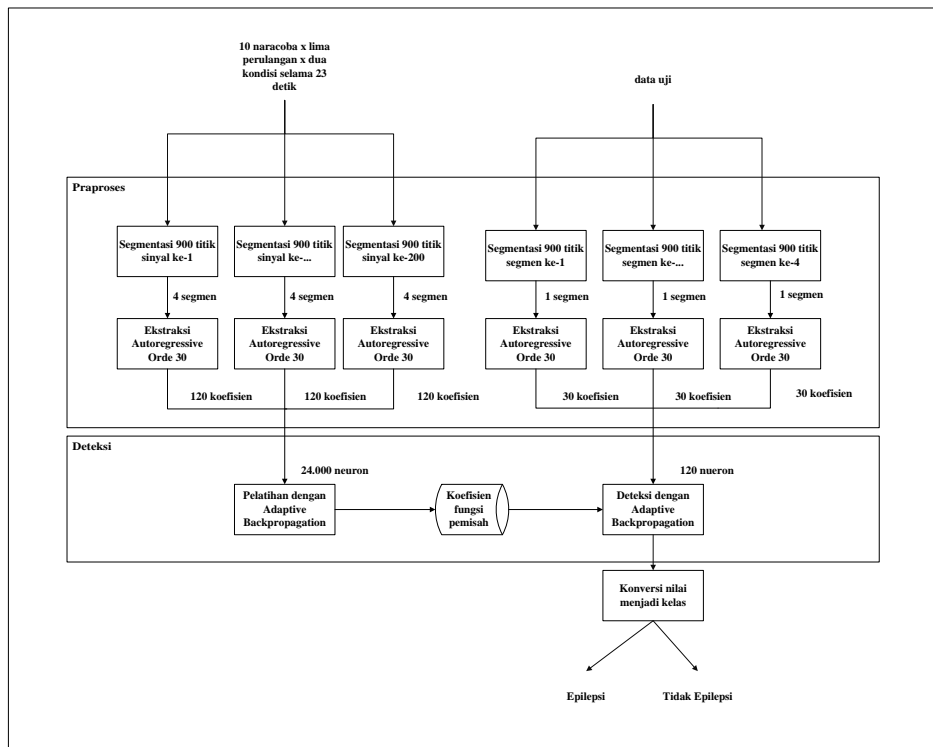 10 naracoba x lima
perulangan x dua
kondisi selama 23
detik
data uji
Praproses
Segmentasi 900 titik
sinyal ke-1
Segmentasi 900 titik
sinyal ke-...
Segmentasi 900 titik
sinyal ke-200
Segmentasi 900 titik
segmen ke-1
Segmentasi 900 titik
segmen ke-...
Segmentasi 900 titik
segmen ke-4
4 segmen
4 segmen
4 segmen
1 segmen
1 segmen
1 segmen
Ekstraksi
Autoregressive
Orde 30
Ekstraksi
Autoregressive
Orde 30
Ekstraksi
Autoregressive
Orde 30
Ekstraksi
Autoregressive
Orde 30
Ekstraksi
Autoregressive
Orde 30
Ekstraksi
Autoregressive
Orde 30
120 koefisien
120 koefisien
120 koefisien
30 koefisien
30 koefisien
30 koefisien
Deteksi
24.000 neuron
120 nueron
Pelatihan dengan
Adaptive
Backpropagation
Koefisien
fungsi
pemisah
Deteksi dengan
Adaptive
Backpropagation
Konversi nilai
menjadi kelas
Epilepsi
Tidak Epilepsi